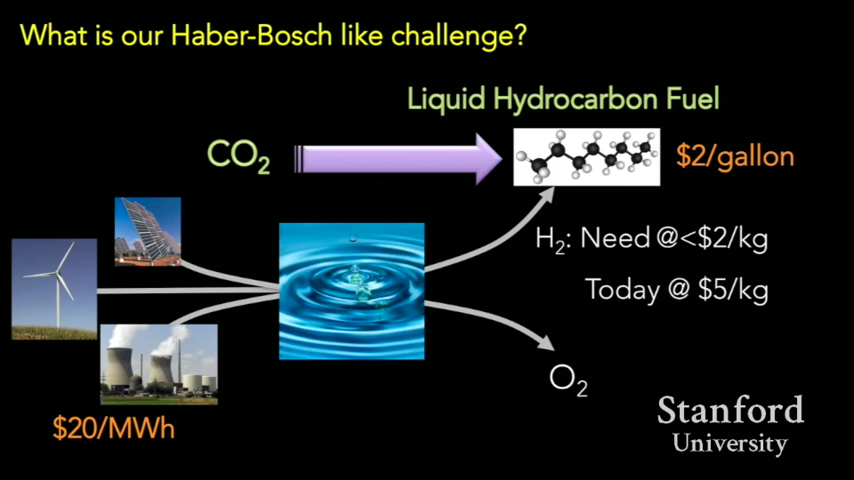 What is our Haber-Bosch like challenge?
Liquid Hydrocarbon Fuel
CO₂
$2/gallon
H₂: Need @<$2/kg
Today @ $5/kg
O₂
$20/MWh
Stanford
University